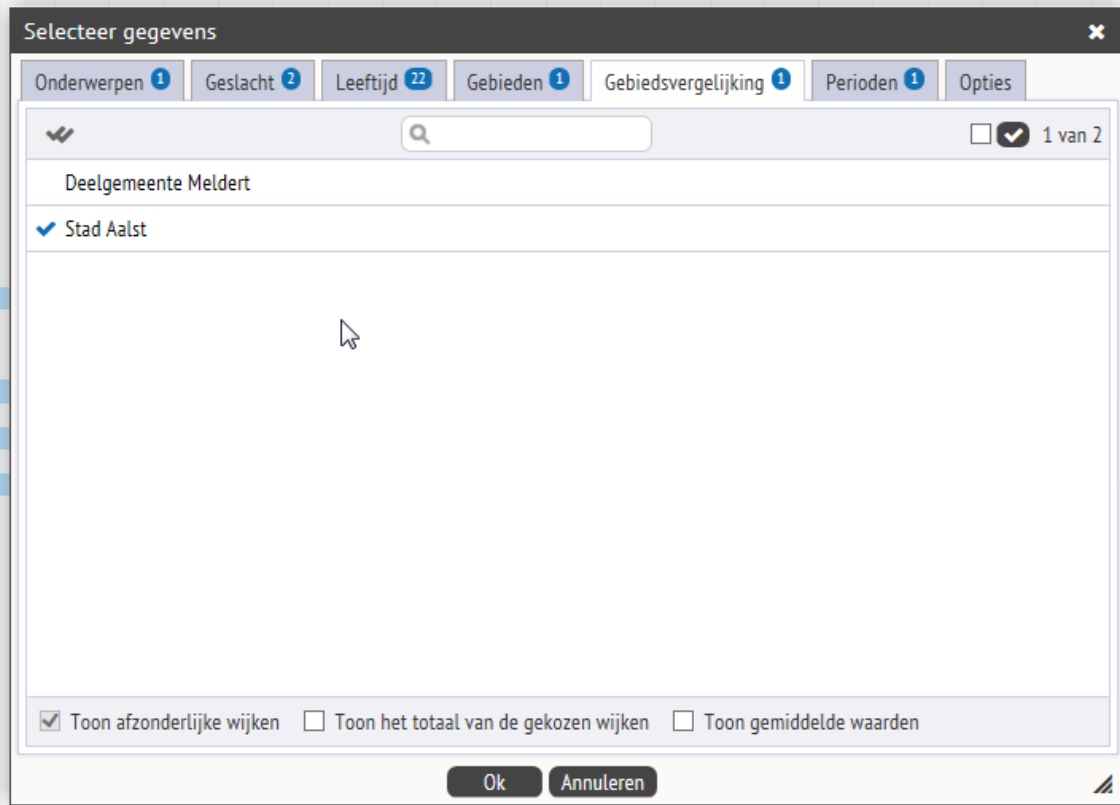 Selecteer gegevens
Onderwerpen 1 Geslacht 2 Leeftijd 22 Gebieden 1 Gebiedsvergelijking 1 Perioden 1 Opties
1 van 2
Deelgemeente Meldert
Stad Aalst
Toon afzonderlijke wijken Toon het totaal van de gekozen wijken Toon gemiddelde waarden
Ok Annuleren